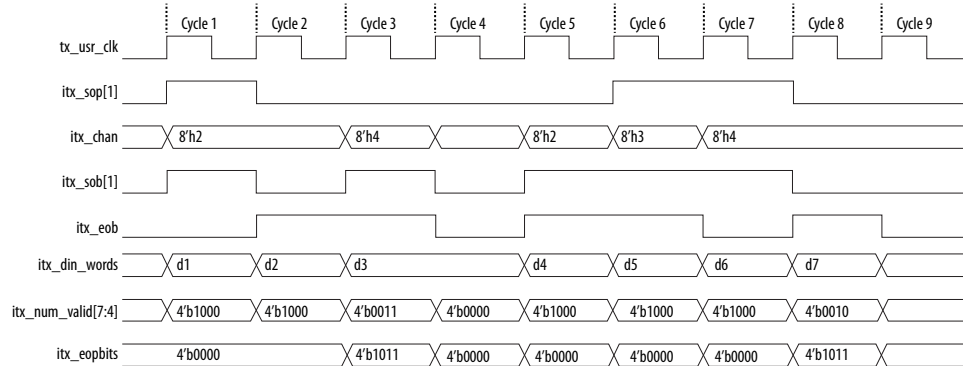 Cycle 1 Cycle 2 Cycle 3 Cycle 4 Cycle 5 Cycle 6 Cycle 7 Cycle 8 Cycle 9
tx_usr_clk
itx_sop[1]
itx_chan 8'h2 8'h4 8'h2 8'h3 8'h4
itx_sob[1]
itx_eob
itx_din_words d1 d2 d3 d4 d5 d6 d7
itx_num_valid[7:4] 4'b1000 4'b1000 4'b0011 4'b0000 4'b1000 4'b1000 4'b1000 4'b0010
itx_eopbits 4'b0000 4'b1011 4'b0000 4'b0000 4'b0000 4'b0000 4'b1011